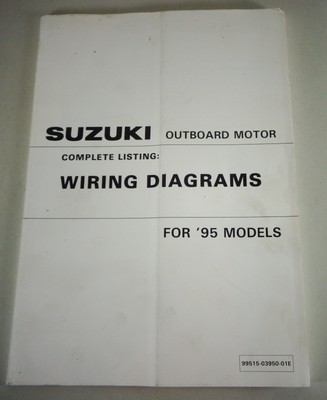 SUZUKI OUTBOARD MOTOR
COMPLETE LISTING:
WIRING DIAGRAMS
FOR '95 MODELS
99515-03950-01E